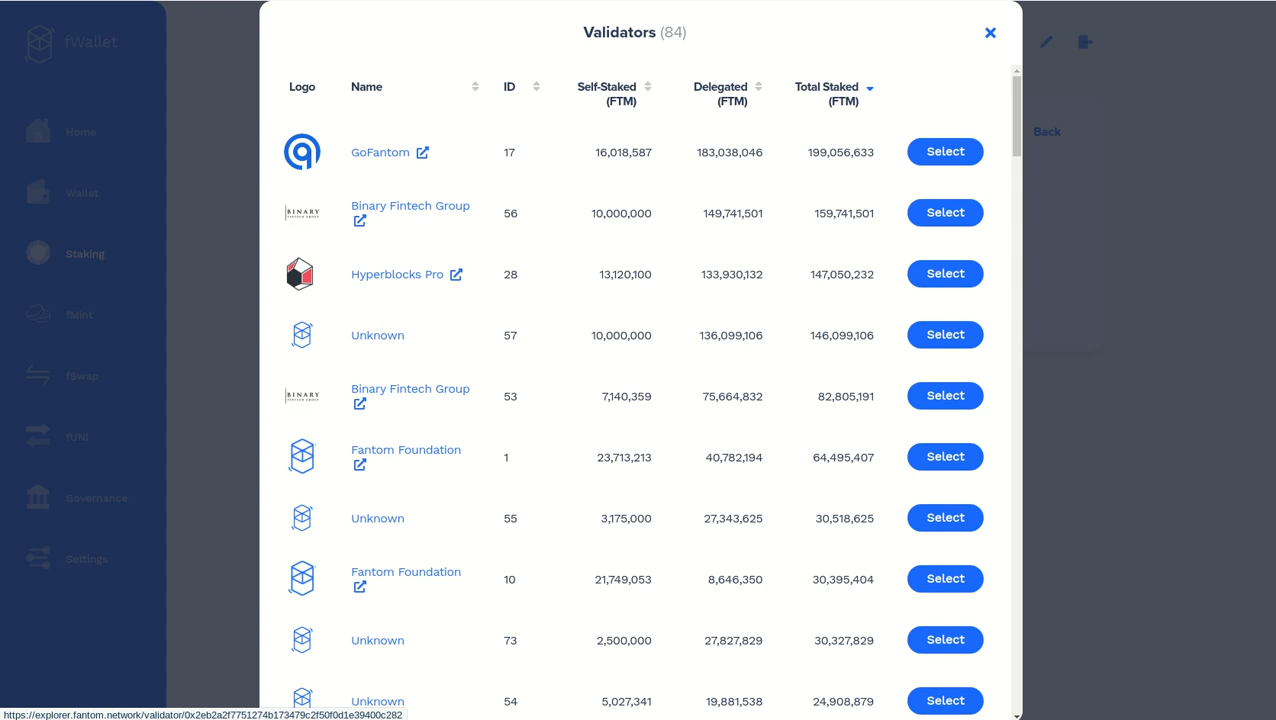 fWallet
Home
Wallet
Staking
fMint
fSwap
fUNI
Governance
Settings
Back
Validators (84)
Logo Name ID Self-Staked (FTM) Delegated (FTM) Total Staked (FTM)
GoFantom 17 16,018,587 183,038,046 199,056,633 Select
BINARY FINTECH GROUP Binary Fintech Group 56 10,000,000 149,741,501 159,741,501 Select
Hyperblocks Pro 28 13,120,100 133,930,132 147,050,232 Select
Unknown 57 10,000,000 136,099,106 146,099,106 Select
BINARY FINTECH GROUP Binary Fintech Group 53 7,140,359 75,664,832 82,805,191 Select
Fantom Foundation 1 23,713,213 40,782,194 64,495,407 Select
Unknown 55 3,175,000 27,343,625 30,518,625 Select
Fantom Foundation 10 21,749,053 8,646,350 30,395,404 Select
Unknown 73 2,500,000 27,827,829 30,327,829 Select
Unknown 54 5,027,341 19,881,538 24,908,879 Select
https://explorer.fantom.network/validator/0x2eb2a2f7751274b173479c2f50f0d1e39400c282